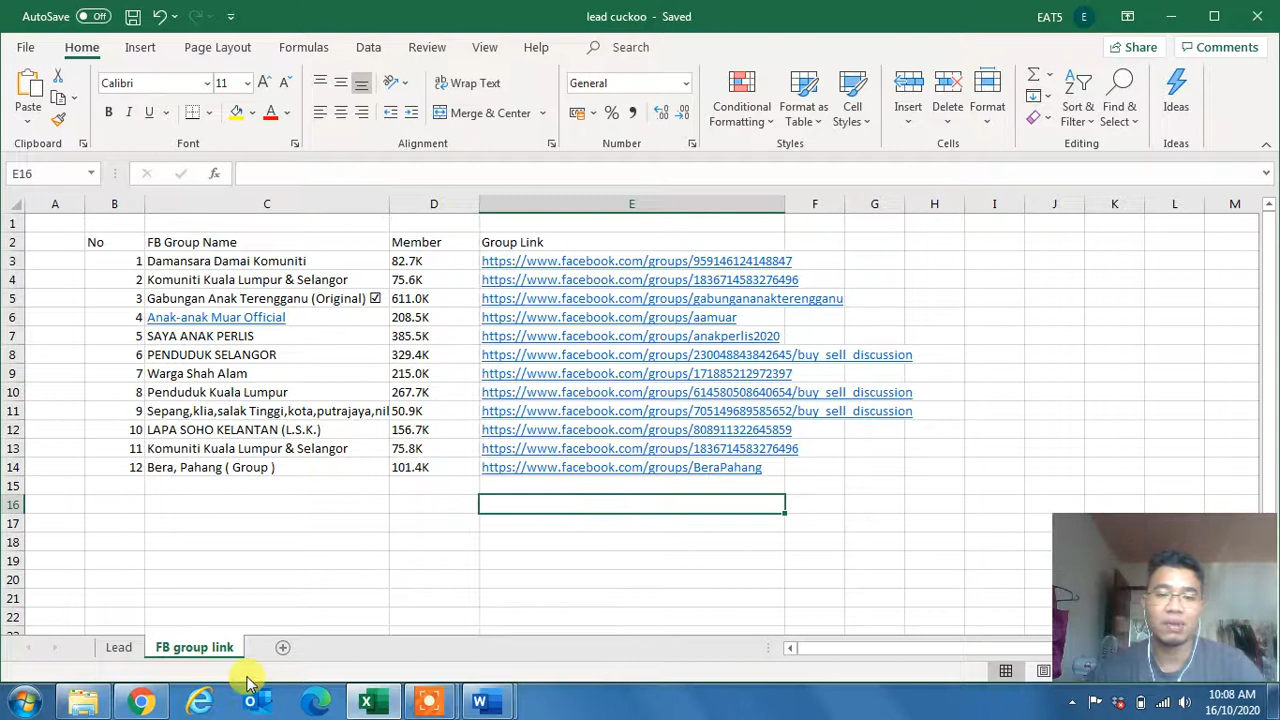 AutoSave Off lead cuckoo - Saved EAT5 E
File Home Insert Page Layout Formulas Data Review View Help Search Share Comments
Calibri 11 Wrap Text General
Paste B I U Merge & Center % Conditional Formatting Format as Table Cell Styles Insert Delete Format Sort & Filter Find & Select Ideas
Clipboard Font Alignment Number Styles Cells Editing Ideas
E16 fx
A B C D E F G H I J K L M
1
2 No FB Group Name Member Group Link
3 1 Damansara Damai Komuniti 82.7K https://www.facebook.com/groups/959146124148847
4 2 Komuniti Kuala Lumpur & Selangor 75.6K https://www.facebook.com/groups/1836714583276496
5 3 Gabungan Anak Terengganu (Original) ☑ 611.0K https://www.facebook.com/groups/gabungananakterengganu
6 4 Anak-anak Muar Official 208.5K https://www.facebook.com/groups/aamuar
7 5 SAYA ANAK PERLIS 385.5K https://www.facebook.com/groups/anakperlis2020
8 6 PENDUDUK SELANGOR 329.4K https://www.facebook.com/groups/230048843842645/buy_sell_discussion
9 7 Warga Shah Alam 215.0K https://www.facebook.com/groups/171885212972397
10 8 Penduduk Kuala Lumpur 267.7K https://www.facebook.com/groups/614580508640654/buy_sell_discussion
11 9 Sepang,klia,salak Tinggi,kota,putrajaya,nil 50.9K https://www.facebook.com/groups/705149689585652/buy_sell_discussion
12 10 LAPA SOHO KELANTAN (L.S.K.) 156.7K https://www.facebook.com/groups/808911322645859
13 11 Komuniti Kuala Lumpur & Selangor 75.8K https://www.facebook.com/groups/1836714583276496
14 12 Bera, Pahang ( Group ) 101.4K https://www.facebook.com/groups/BeraPahang
15
16
17
18
19
20
21
22
Lead FB group link
10:08 AM
16/10/2020